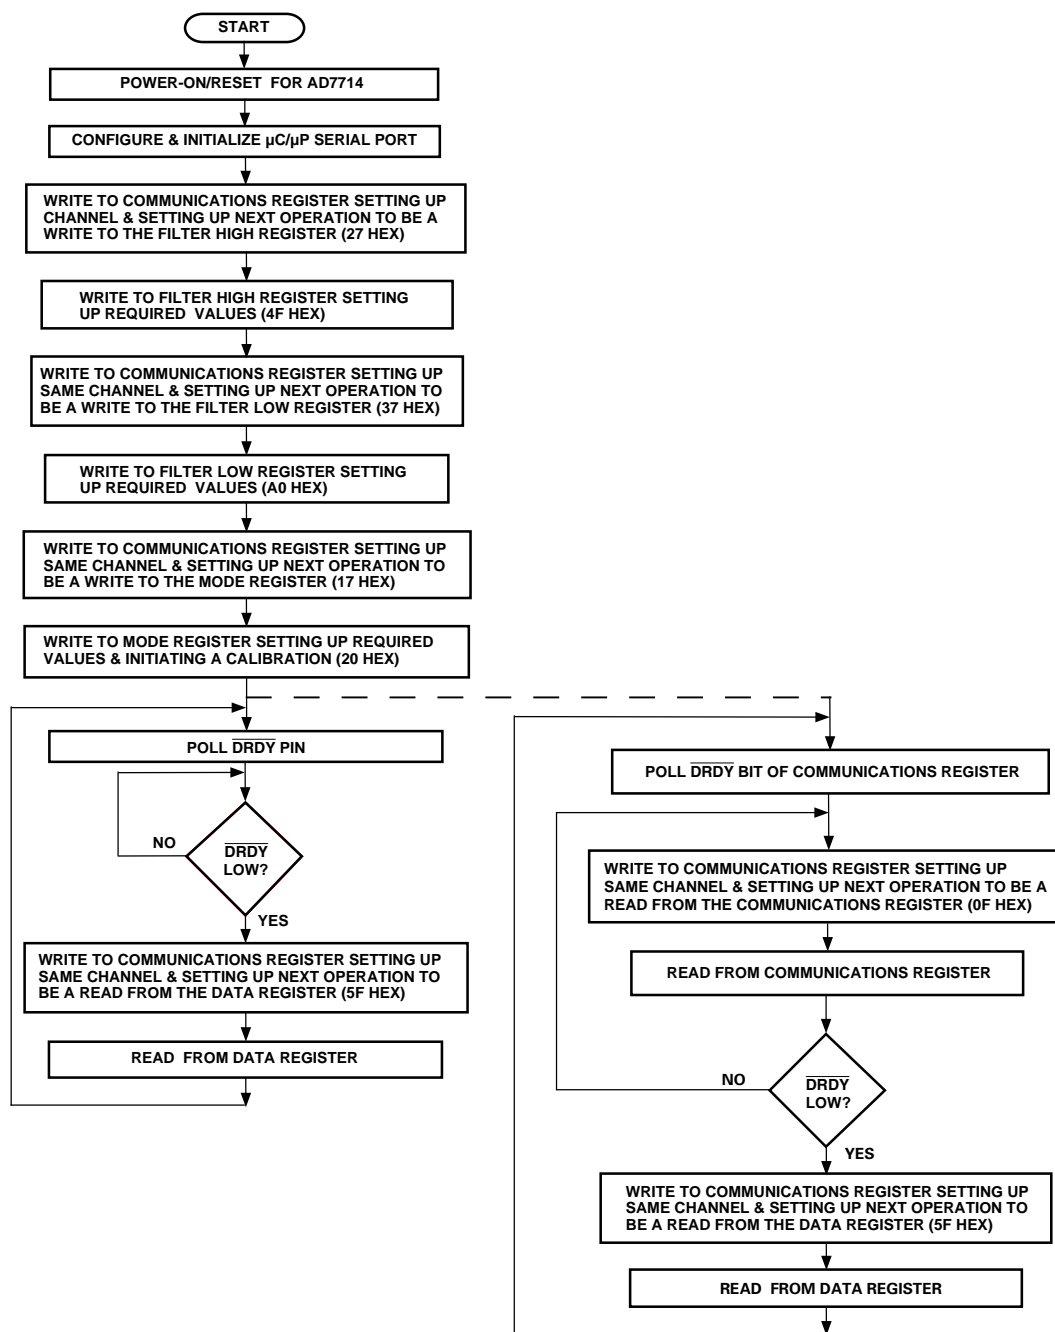 START
POWER-ON/RESET FOR AD7714
CONFIGURE & INITIALIZE µC/µP SERIAL PORT
WRITE TO COMMUNICATIONS REGISTER SETTING UP
CHANNEL & SETTING UP NEXT OPERATION TO BE A
WRITE TO THE FILTER HIGH REGISTER (27 HEX)
WRITE TO FILTER HIGH REGISTER SETTING
UP REQUIRED VALUES (4F HEX)
WRITE TO COMMUNICATIONS REGISTER SETTING UP
SAME CHANNEL & SETTING UP NEXT OPERATION TO
BE A WRITE TO THE FILTER LOW REGISTER (37 HEX)
WRITE TO FILTER LOW REGISTER SETTING
UP REQUIRED VALUES (A0 HEX)
WRITE TO COMMUNICATIONS REGISTER SETTING UP
SAME CHANNEL & SETTING UP NEXT OPERATION TO
BE A WRITE TO THE MODE REGISTER (17 HEX)
WRITE TO MODE REGISTER SETTING UP REQUIRED
VALUES & INITIATING A CALIBRATION (20 HEX)
POLL D̅R̅D̅Y̅ PIN
NO
D̅R̅D̅Y̅
LOW?
YES
WRITE TO COMMUNICATIONS REGISTER SETTING UP
SAME CHANNEL & SETTING UP NEXT OPERATION TO
BE A READ FROM THE DATA REGISTER (5F HEX)
READ FROM DATA REGISTER
POLL D̅R̅D̅Y̅ BIT OF COMMUNICATIONS REGISTER
WRITE TO COMMUNICATIONS REGISTER SETTING UP
SAME CHANNEL & SETTING UP NEXT OPERATION TO BE A
READ FROM THE COMMUNICATIONS REGISTER (0F HEX)
READ FROM COMMUNICATIONS REGISTER
NO
D̅R̅D̅Y̅
LOW?
YES
WRITE TO COMMUNICATIONS REGISTER SETTING UP
SAME CHANNEL & SETTING UP NEXT OPERATION TO
BE A READ FROM THE DATA REGISTER (5F HEX)
READ FROM DATA REGISTER